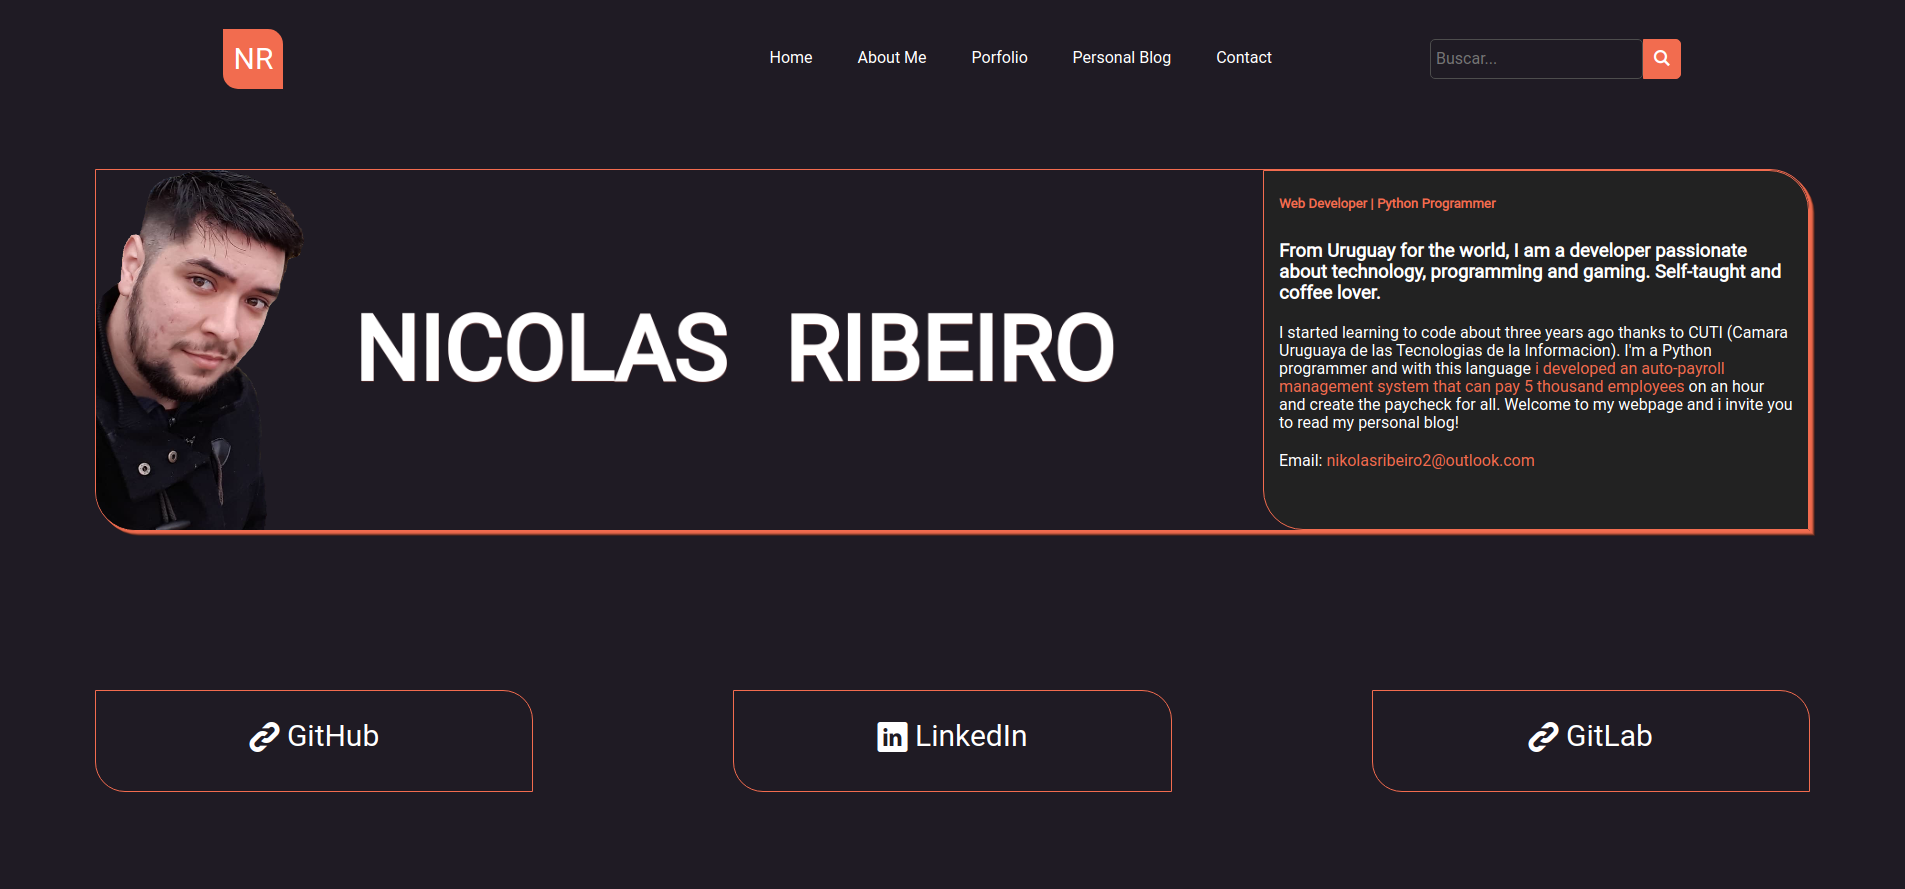 NR
Home About Me Porfolio Personal Blog Contact
Buscar...
NICOLAS RIBEIRO
Web Developer | Python Programmer
From Uruguay for the world, I am a developer passionate
about technology, programming and gaming. Self-taught and
coffee lover.
I started learning to code about three years ago thanks to CUTI (Camara
Uruguaya de las Tecnologias de la Informacion). I'm a Python
programmer and with this language i developed an auto-payroll
management system that can pay 5 thousand employees on an hour
and create the paycheck for all. Welcome to my webpage and i invite you
to read my personal blog!
Email: nikolasribeiro2@outlook.com
GitHub
in LinkedIn
GitLab